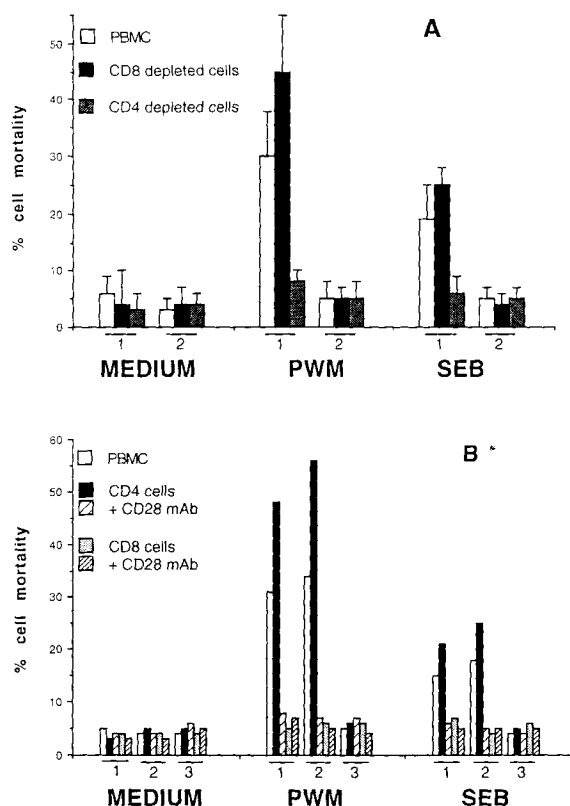 A
PBMC
CD8 depleted cells
CD4 depleted cells
% cell mortality
50
40
30
20
10
0
1 2 1 2 1 2
MEDIUM PWM SEB
B *
PBMC
CD4 cells
+ CD28 mAb
CD8 cells
+ CD28 mAb
% cell mortality
60
50
40
30
20
10
0
1 2 3 1 2 3 1 2 3
MEDIUM PWM SEB